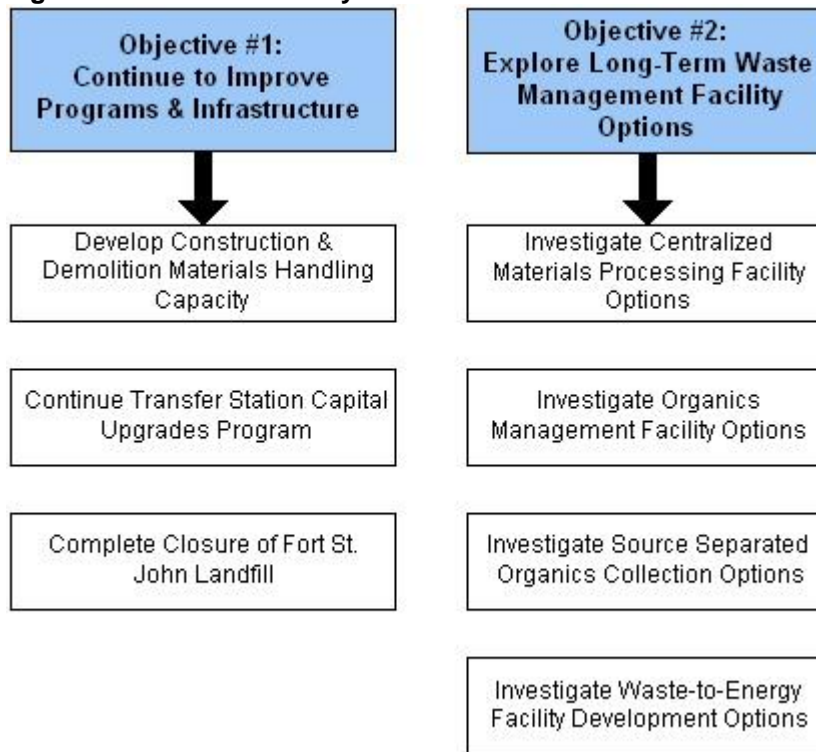 Objective #1:
Continue to Improve
Programs & Infrastructure
Develop Construction &
Demolition Materials Handling
Capacity
Continue Transfer Station Capital
Upgrades Program
Complete Closure of Fort St.
John Landfill
Objective #2:
Explore Long-Term Waste
Management Facility
Options
Investigate Centralized
Materials Processing Facility
Options
Investigate Organics
Management Facility Options
Investigate Source Separated
Organics Collection Options
Investigate Waste-to-Energy
Facility Development Options